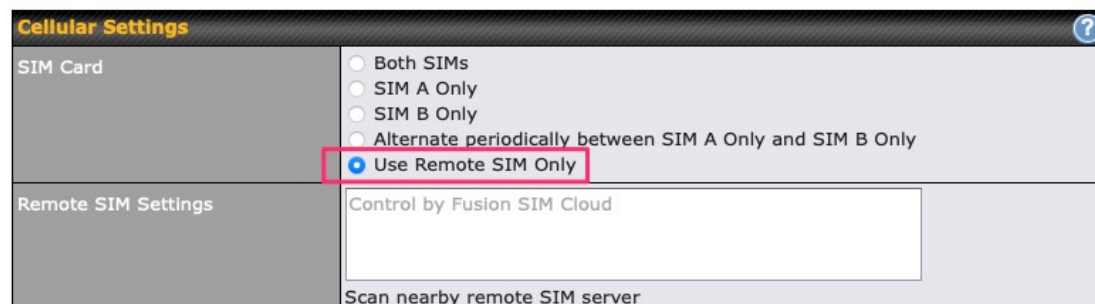 Cellular Settings
?
SIM Card
Both SIMs
SIM A Only
SIM B Only
Alternate periodically between SIM A Only and SIM B Only
Use Remote SIM Only
Remote SIM Settings
Control by Fusion SIM Cloud
Scan nearby remote SIM server